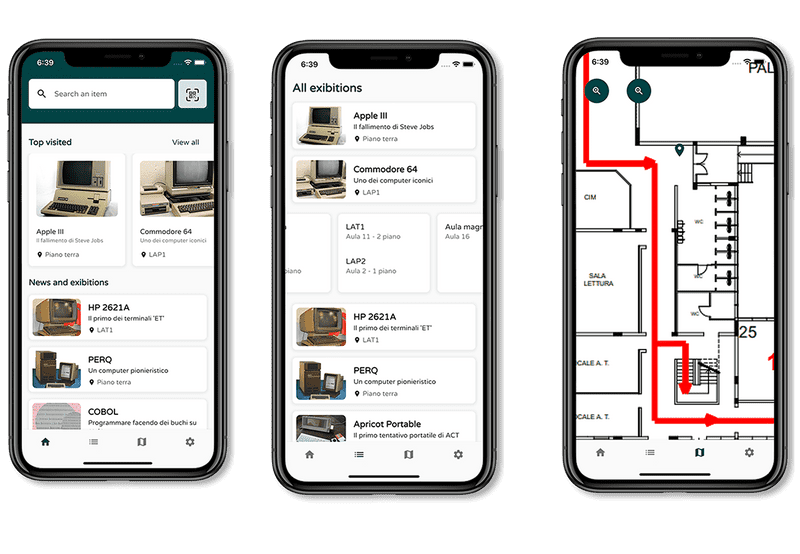 6:39
Search an item
Top visited
View all
Apple III
Il fallimento di Steve Jobs
Piano terra
Commodore 64
Uno dei computer iconici
LAP1
News and exibitions
HP 2621A
Il primo dei terminali 'ET'
LAT1
PERQ
Un computer pionieristico
Piano terra
COBOL
Programmare facendo dei buchi su
6:39
All exibitions
Apple III
Il fallimento di Steve Jobs
Piano terra
Commodore 64
Uno dei computer iconici
LAP1
piano
LAT1
Aula 11 - 2 piano
LAP2
Aula 2 - 1 piano
Aula magn
Aula 16
HP 2621A
Il primo dei terminali 'ET'
LAT1
PERQ
Un computer pionieristico
Piano terra
Apricot Portable
Il primo tentativo portatile di ACT
6:39
PAL
CIM
WC
SALA
LETTURA
WC
WC
25
1
CALE A. T.
CALE A. T.